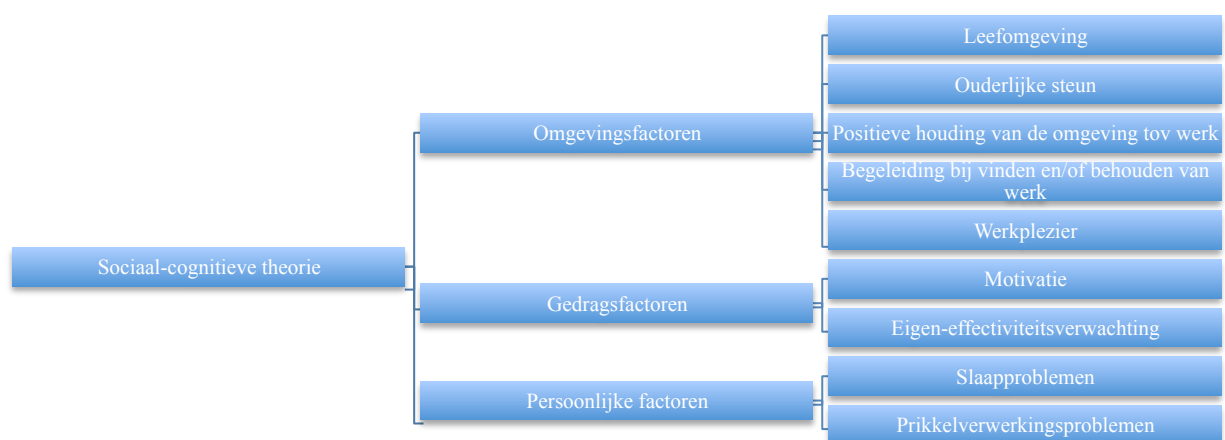 Sociaal-cognitieve theorie
Omgevingsfactoren
Leefomgeving
Ouderlijke steun
Positieve houding van de omgeving tov werk
Begeleiding bij vinden en/of behouden van
werk
Werkplezier
Gedragsfactoren
Motivatie
Eigen-effectiviteitsverwachting
Persoonlijke factoren
Slaapproblemen
Prikkelverwerkingsproblemen